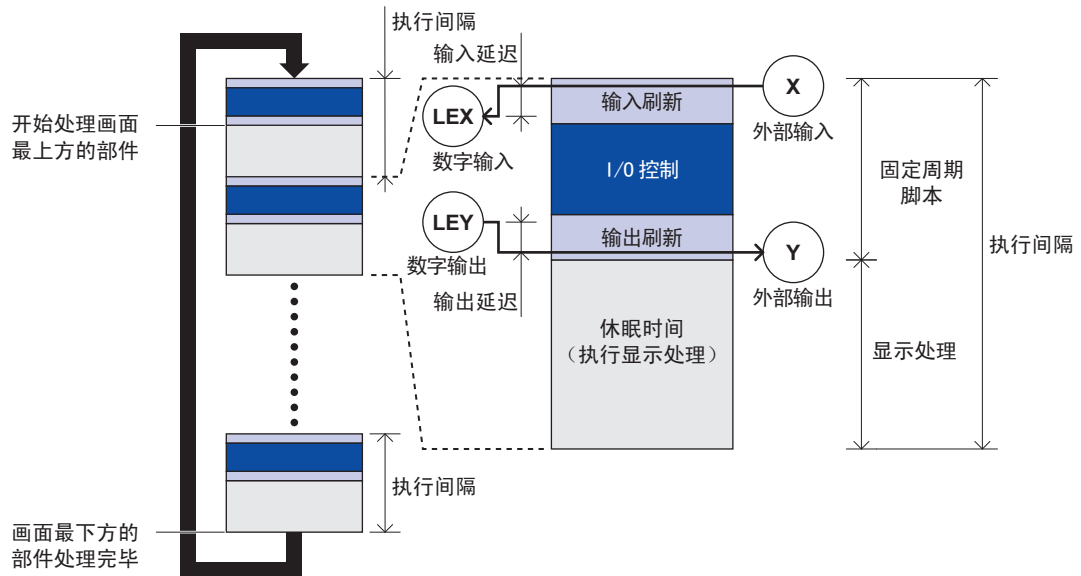 执行间隔
开始处理画面
最上方的部件
画面最下方的
部件处理完毕
执行间隔
输入延迟
LEX
数字输入
LEY
数字输出
输出延迟
输入刷新
I/O 控制
输出刷新
休眠时间
（执行显示处理）
X
外部输入
Y
外部输出
固定周期
脚本
显示处理
执行间隔